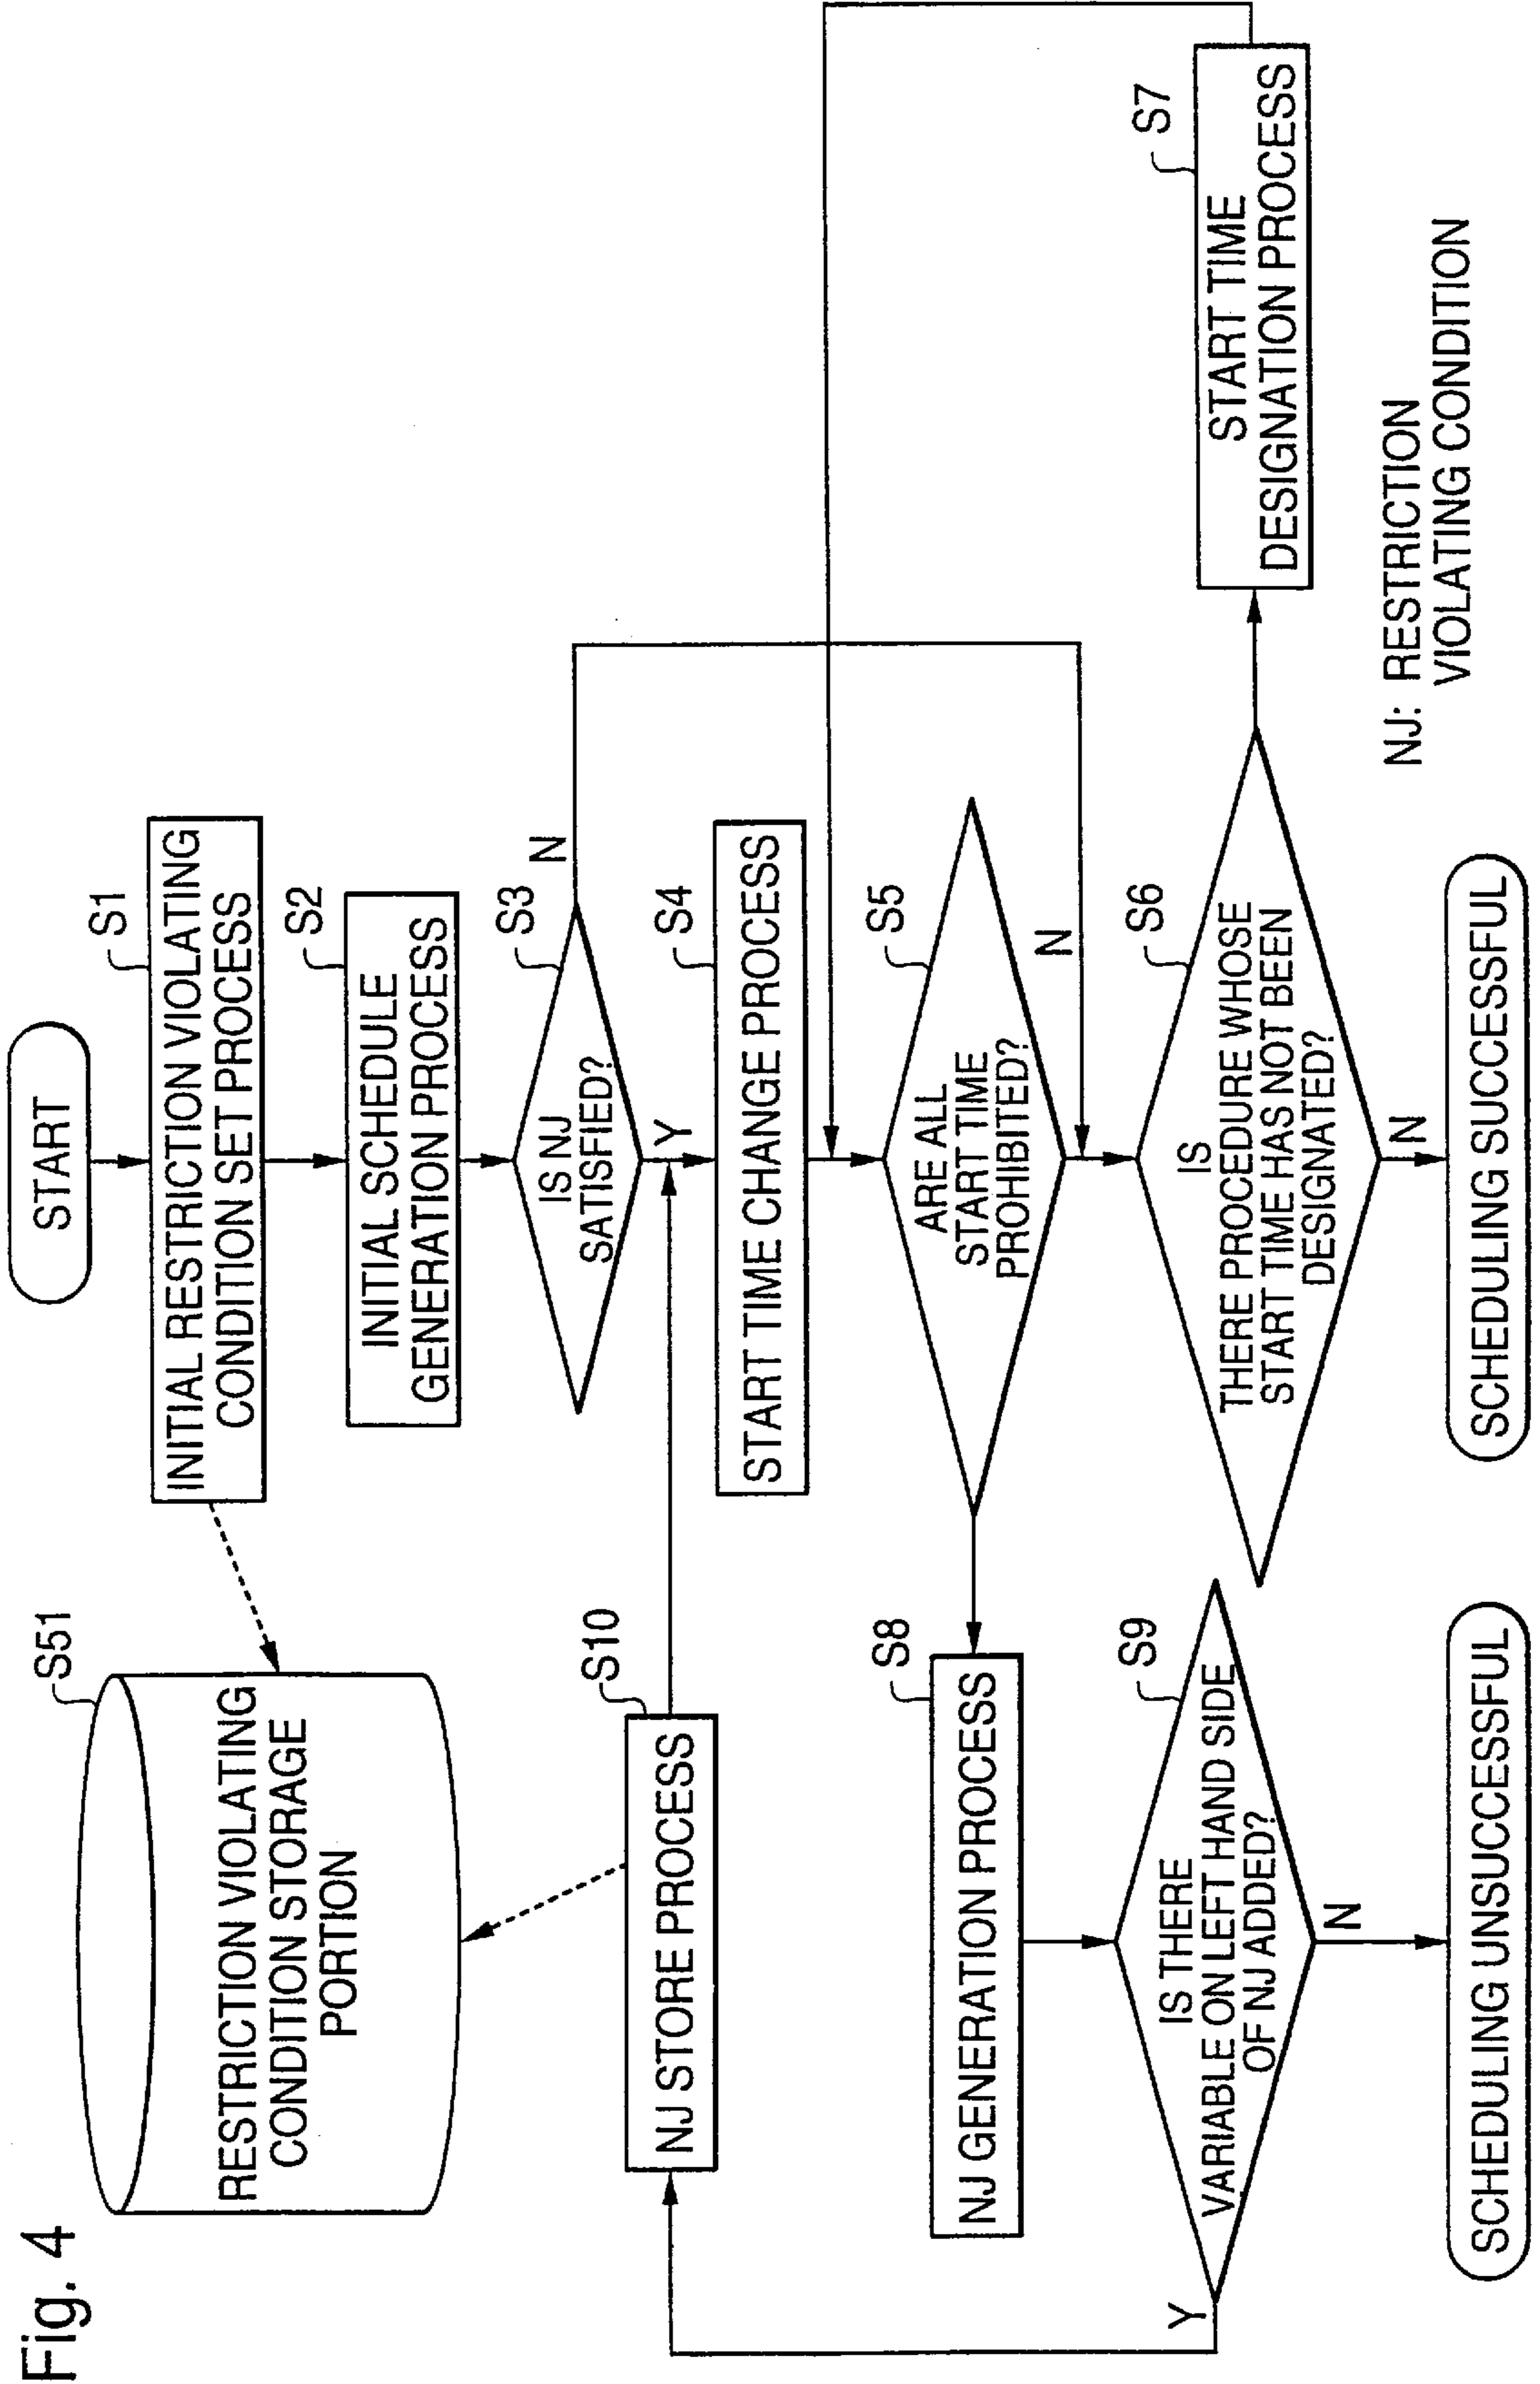 Fig. 4
START
S1
INITIAL RESTRICTION VIOLATING
CONDITION SET PROCESS
S51
RESTRICTION VIOLATING
CONDITION STORAGE
PORTION
S2
INITIAL SCHEDULE
GENERATION PROCESS
S3
IS NJ
SATISFIED?
N
Y
S10
NJ STORE PROCESS
S4
START TIME CHANGE PROCESS
S5
ARE ALL
START TIME
PROHIBITED?
N
S8
NJ GENERATION PROCESS
S9
IS THERE
VARIABLE ON LEFT HAND SIDE
OF NJ ADDED?
Y
N
S6
IS
THERE PROCEDURE WHOSE
START TIME HAS NOT BEEN
DESIGNATED?
N
S7
START TIME
DESIGNATION PROCESS
SCHEDULING UNSUCCESSFUL
SCHEDULING SUCCESSFUL
NJ: RESTRICTION
VIOLATING CONDITION